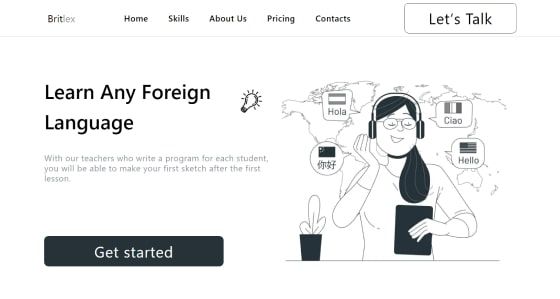 Britlex
Home Skills About Us Pricing Contacts
Let's Talk
Learn Any Foreign
Language
With our teachers who write a program for each student,
you will be able to make your first sketch after the first
lesson.
Get started
Hola
Ciao
你好
Hello